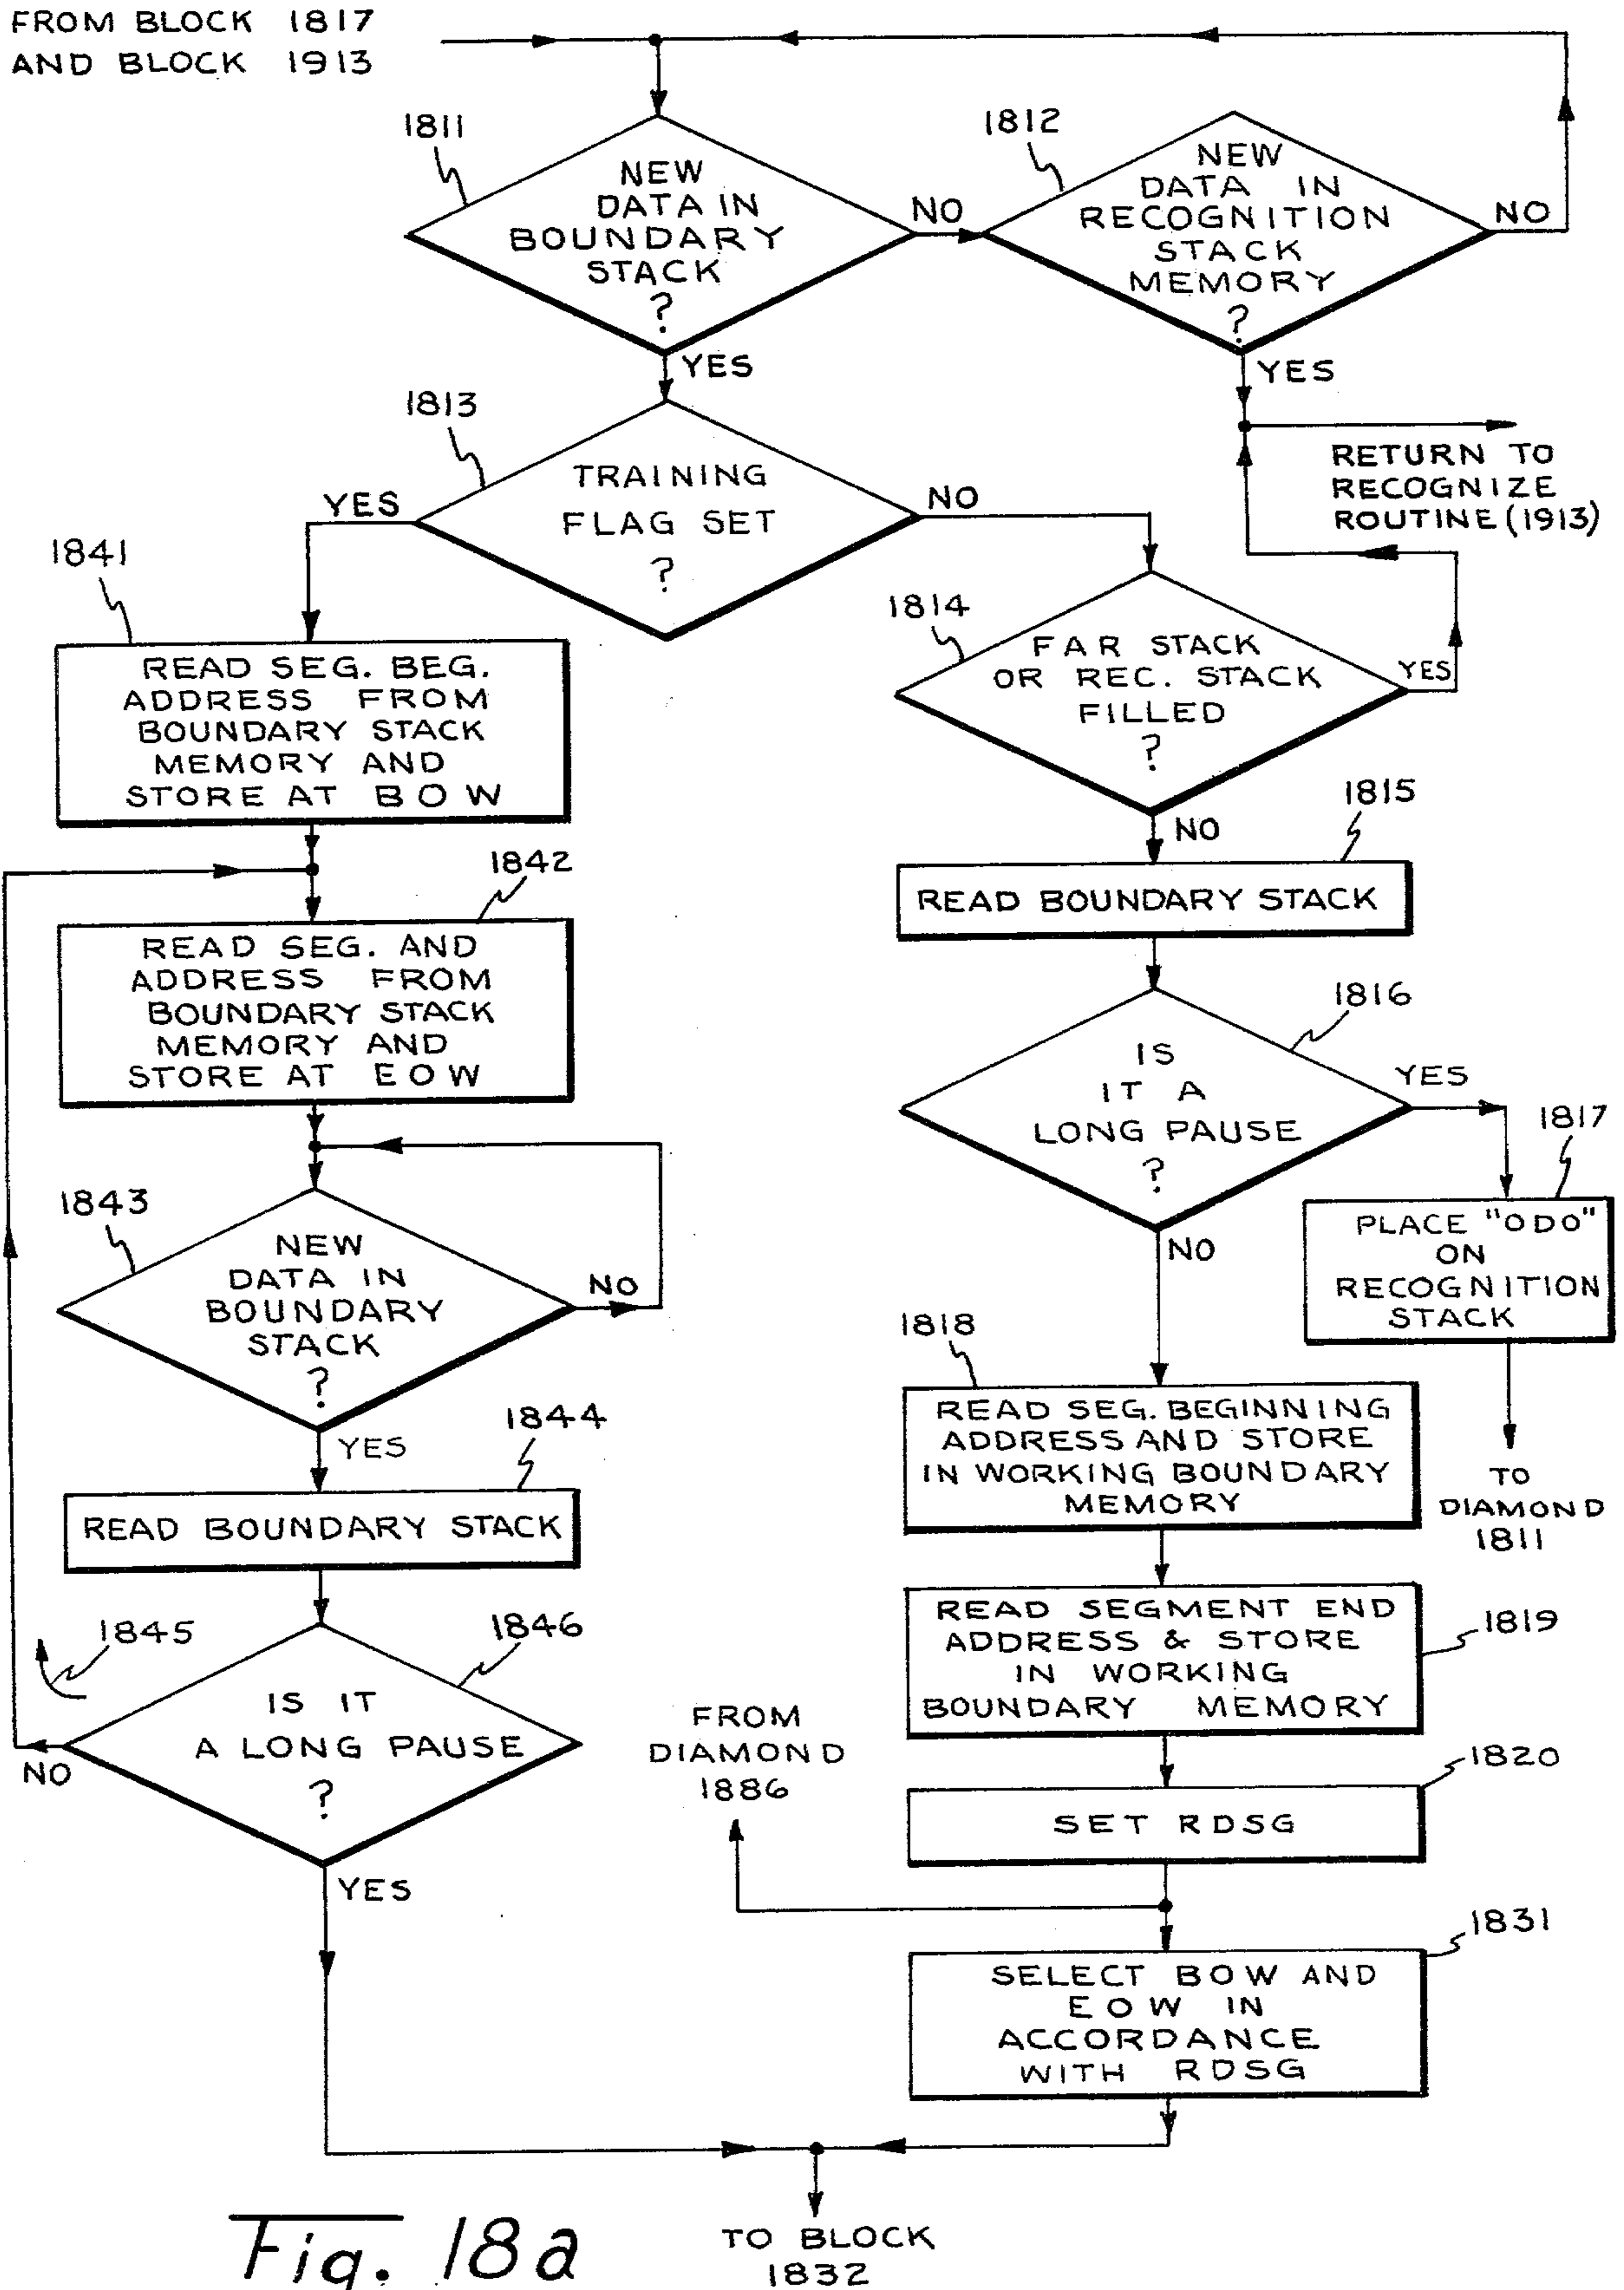 FROM BLOCK 1817
AND BLOCK 1913
1811
NEW
DATA IN
BOUNDARY
STACK
?
NO
YES
1812
NEW
DATA IN
RECOGNITION
STACK
MEMORY
?
NO
YES
RETURN TO
RECOGNIZE
ROUTINE (1913)
1813
TRAINING
FLAG SET
?
YES
NO
1814
FAR STACK
OR REC. STACK
FILLED
?
YES
NO
1841
READ SEG. BEG.
ADDRESS FROM
BOUNDARY STACK
MEMORY AND
STORE AT BOW
1842
READ SEG. AND
ADDRESS FROM
BOUNDARY STACK
MEMORY AND
STORE AT EOW
1843
NEW
DATA IN
BOUNDARY
STACK
?
NO
YES
1844
READ BOUNDARY STACK
1845
1846
IS IT
A LONG PAUSE
?
NO
YES
1815
READ BOUNDARY STACK
1816
IS
IT A
LONG PAUSE
?
YES
NO
1817
PLACE "ODO"
ON
RECOGNITION
STACK
TO
DIAMOND
1811
1818
READ SEG. BEGINNING
ADDRESS AND STORE
IN WORKING BOUNDARY
MEMORY
1819
READ SEGMENT END
ADDRESS & STORE
IN WORKING
BOUNDARY MEMORY
1820
SET RDSG
FROM
DIAMOND
1886
1831
SELECT BOW AND
EOW IN
ACCORDANCE
WITH RDSG
TO BLOCK
1832
Fig. 18a